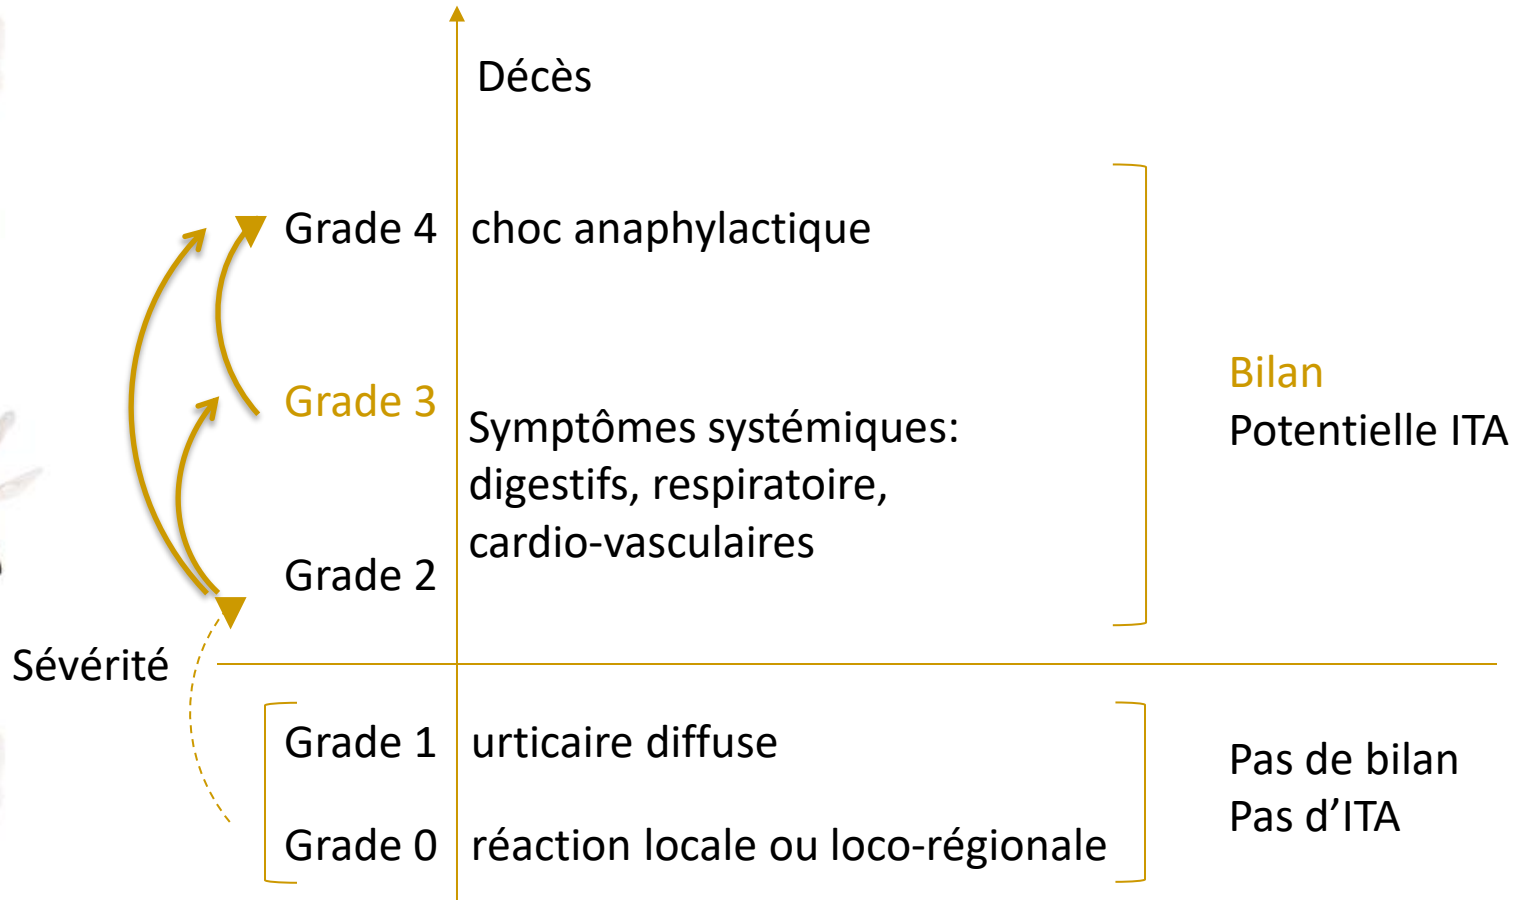 Décès
Grade 4 choc anaphylactique
Grade 3
Symptômes systémiques:
digestifs, respiratoire,
cardio-vasculaires
Grade 2
Bilan
Potentielle ITA
Sévérité
Grade 1 urticaire diffuse
Grade 0 réaction locale ou loco-régionale
Pas de bilan
Pas d’ITA